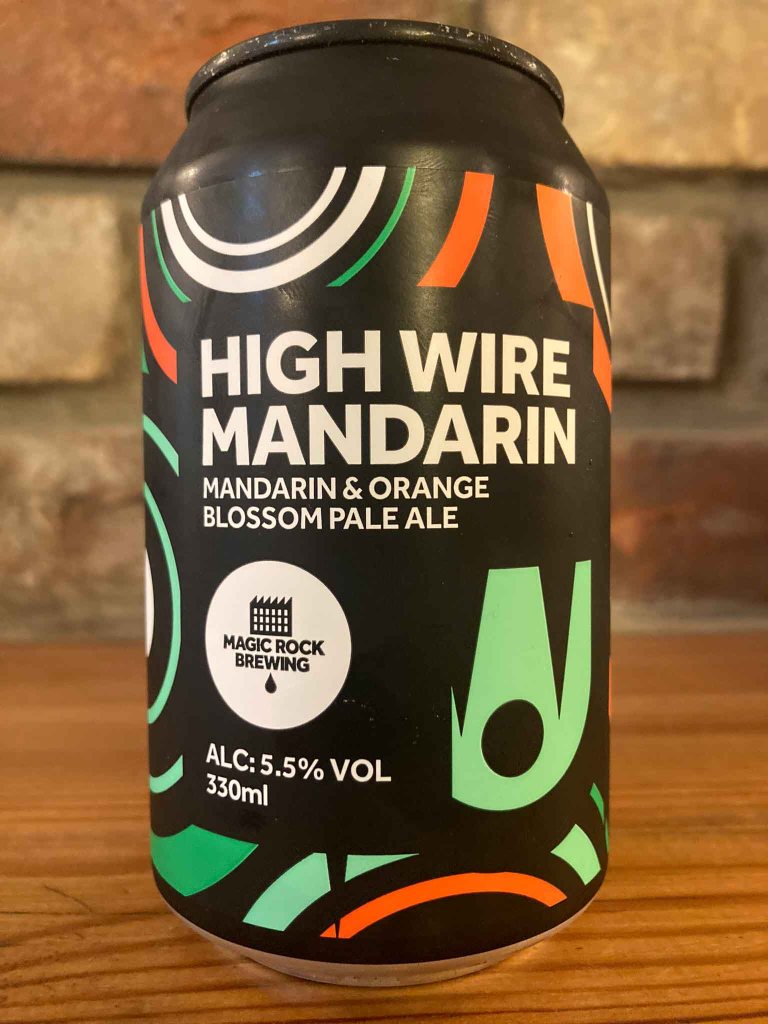 HIGH WIRE
MANDARIN
MANDARIN & ORANGE
BLOSSOM PALE ALE
MAGIC ROCK
BREWING
ALC: 5.5% VOL
330ml